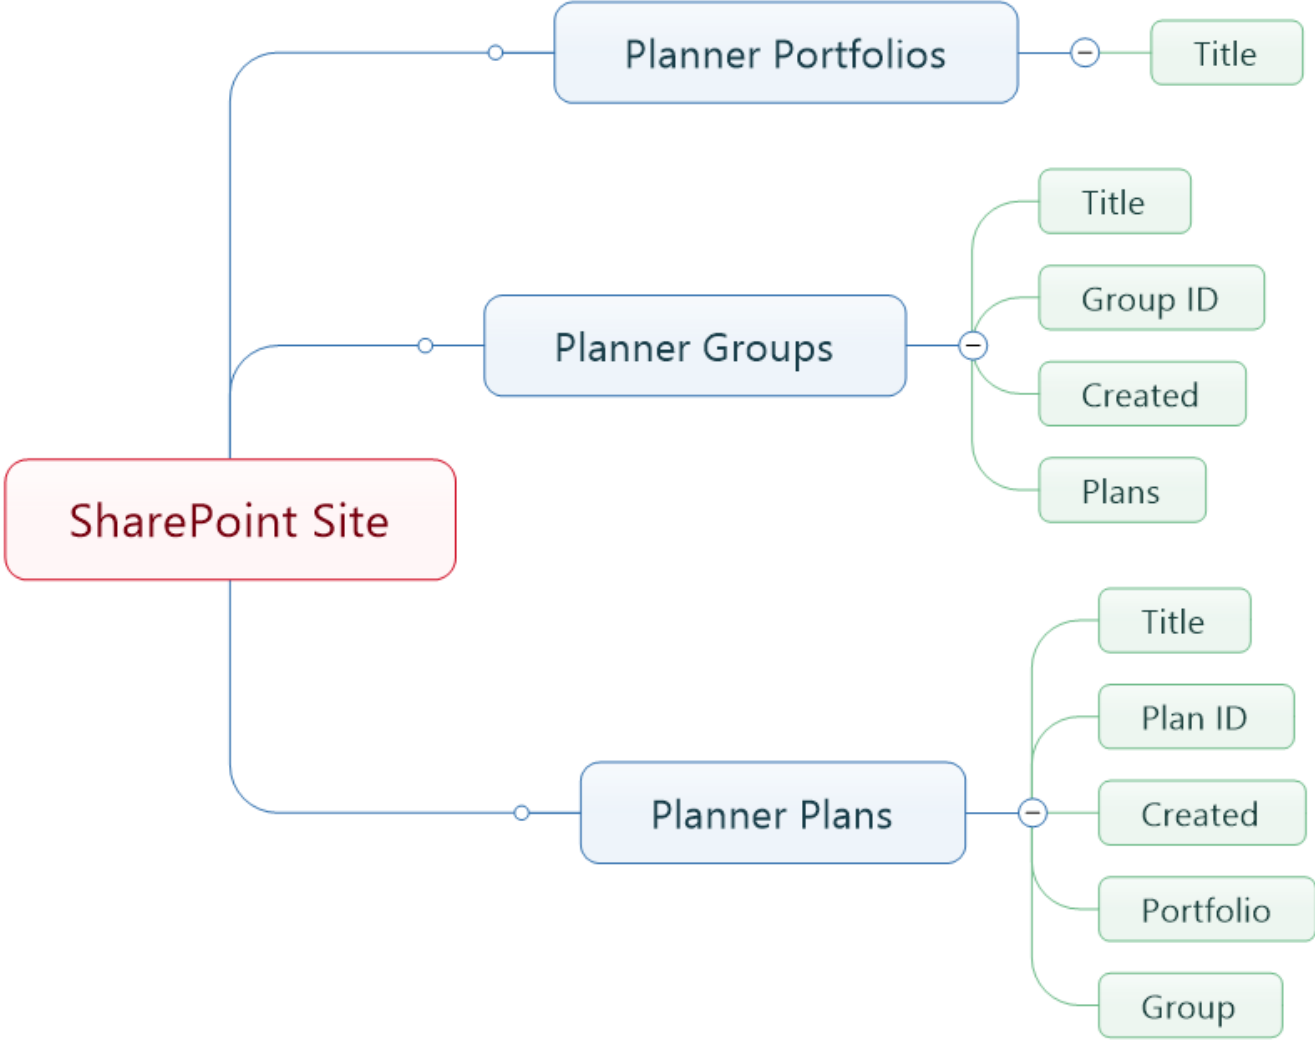 Planner Portfolios
Title
Planner Groups
Title
Group ID
Created
Plans
SharePoint Site
Planner Plans
Title
Plan ID
Created
Portfolio
Group